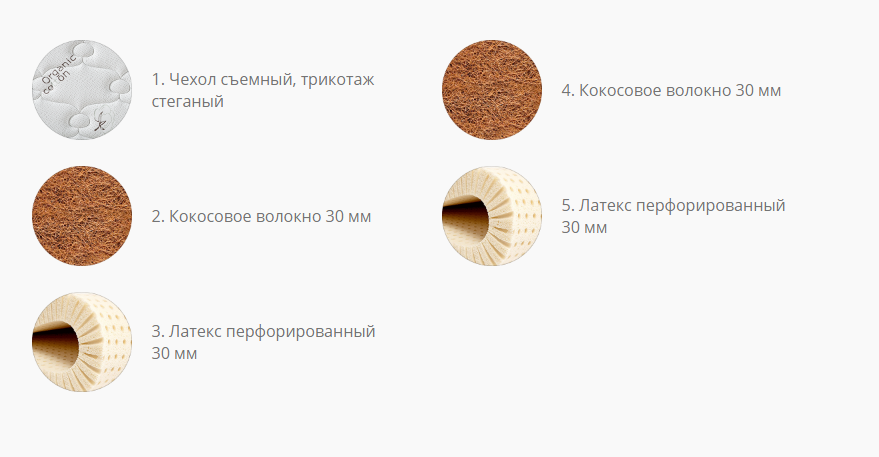 Organic
1. Чехол съемный, трикотаж
стеганый
2. Кокосовое волокно 30 мм
3. Латекс перфорированный
30 мм
4. Кокосовое волокно 30 мм
5. Латекс перфорированный
30 мм